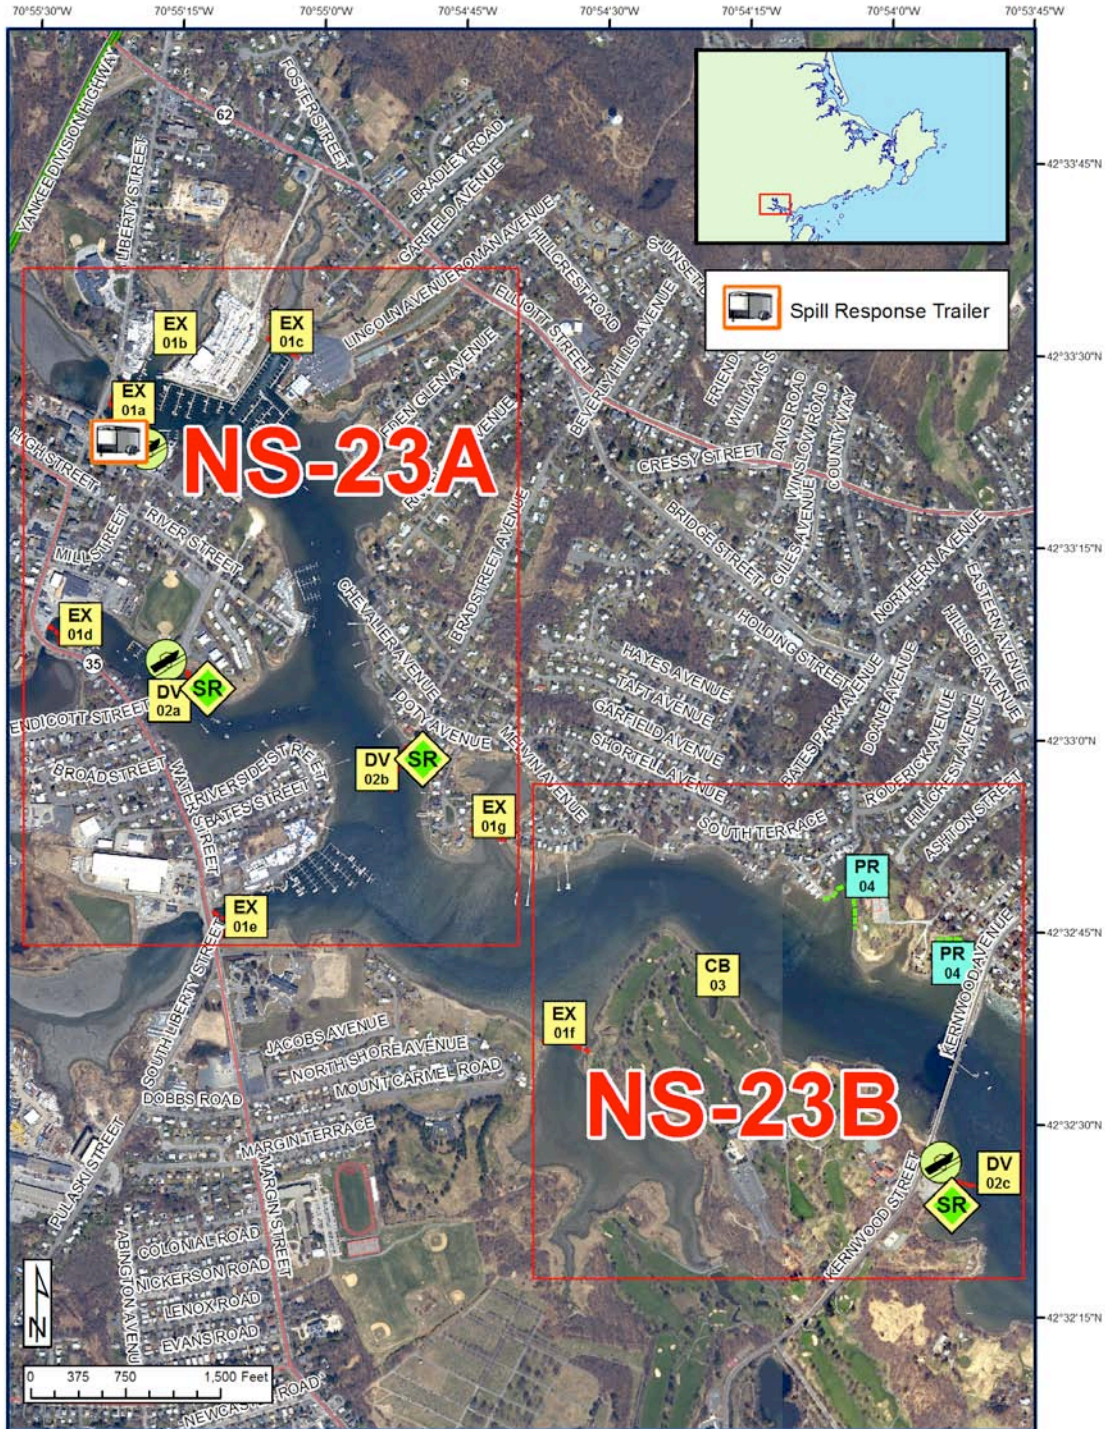 70°55'30"W
70°55'15"W
70°55'0"W
70°54'45"W
70°54'30"W
70°54'15"W
70°54'0"W
70°53'45"W
YANKEE DIVISION HIGHWAY
LIBERTY STREET
62
FOSTER STREET
BRADLEY ROAD
GARFIELD AVENUE
42°33'45"N
LINCOLN AVENUE
ROMAN AVENUE
HILLCREST ROAD
ELLIOTT STREET
BEVERLY HILLS AVENUE
Spill Response Trailer
EX
01b
EX
01c
42°33'30"N
EDEN GLEN AVENUE
AVENUE
FRIEND
WILLIAMS S
DAVIS ROAD
WINSLOW ROAD
COUNTY WAY
EX
01a
NS-23A
HIGH STREET
CRESSY STREET
BRIDGE STREET
GILES AVENUE
MILL STREET
RIVER STREET
42°33'15"N
CHEVALIER AVENUE
BRADSTREET AVENUE
NORTHERN AVENUE
EASTERN AVENUE
HILLSIDE AVENUE
HOLDING STREET
EX
01d
35
HAYES AVENUE
TAFT AVENUE
GARFIELD AVENUE
SHORTELL AVENUE
BATES PARK AVENUE
DOANE AVENUE
SR
DV
02a
ENDICOTT STREET
DOTY AVENUE
MELVIN AVENUE
42°33'0"N
BROAD STREET
WATER STREET
RIVERSIDE STREET
BATES STREET
DV
02b
SR
RODERICK AVENUE
HILLCREST AVENUE
ASHTON STREET
SOUTH TERRACE
EX
01g
PR
04
EX
01e
42°32'45"N
PR
04
KERNWOOD AVENUE
CB
03
EX
01f
SOUTH LIBERTY STREET
JACOBS AVENUE
NORTH SHORE AVENUE
MOUNT CARMEL ROAD
DOBBS ROAD
NS-23B
MARGIN TERRACE
42°32'30"N
PULASKI STREET
MARGIN STREET
DV
02c
SR
KERNWOOD STREET
ABINGTON AVENU
COLONIAL ROAD
NICKERSON ROAD
LENOX ROAD
EVANS ROAD
N
42°32'15"N
0 375 750 1,500 Feet